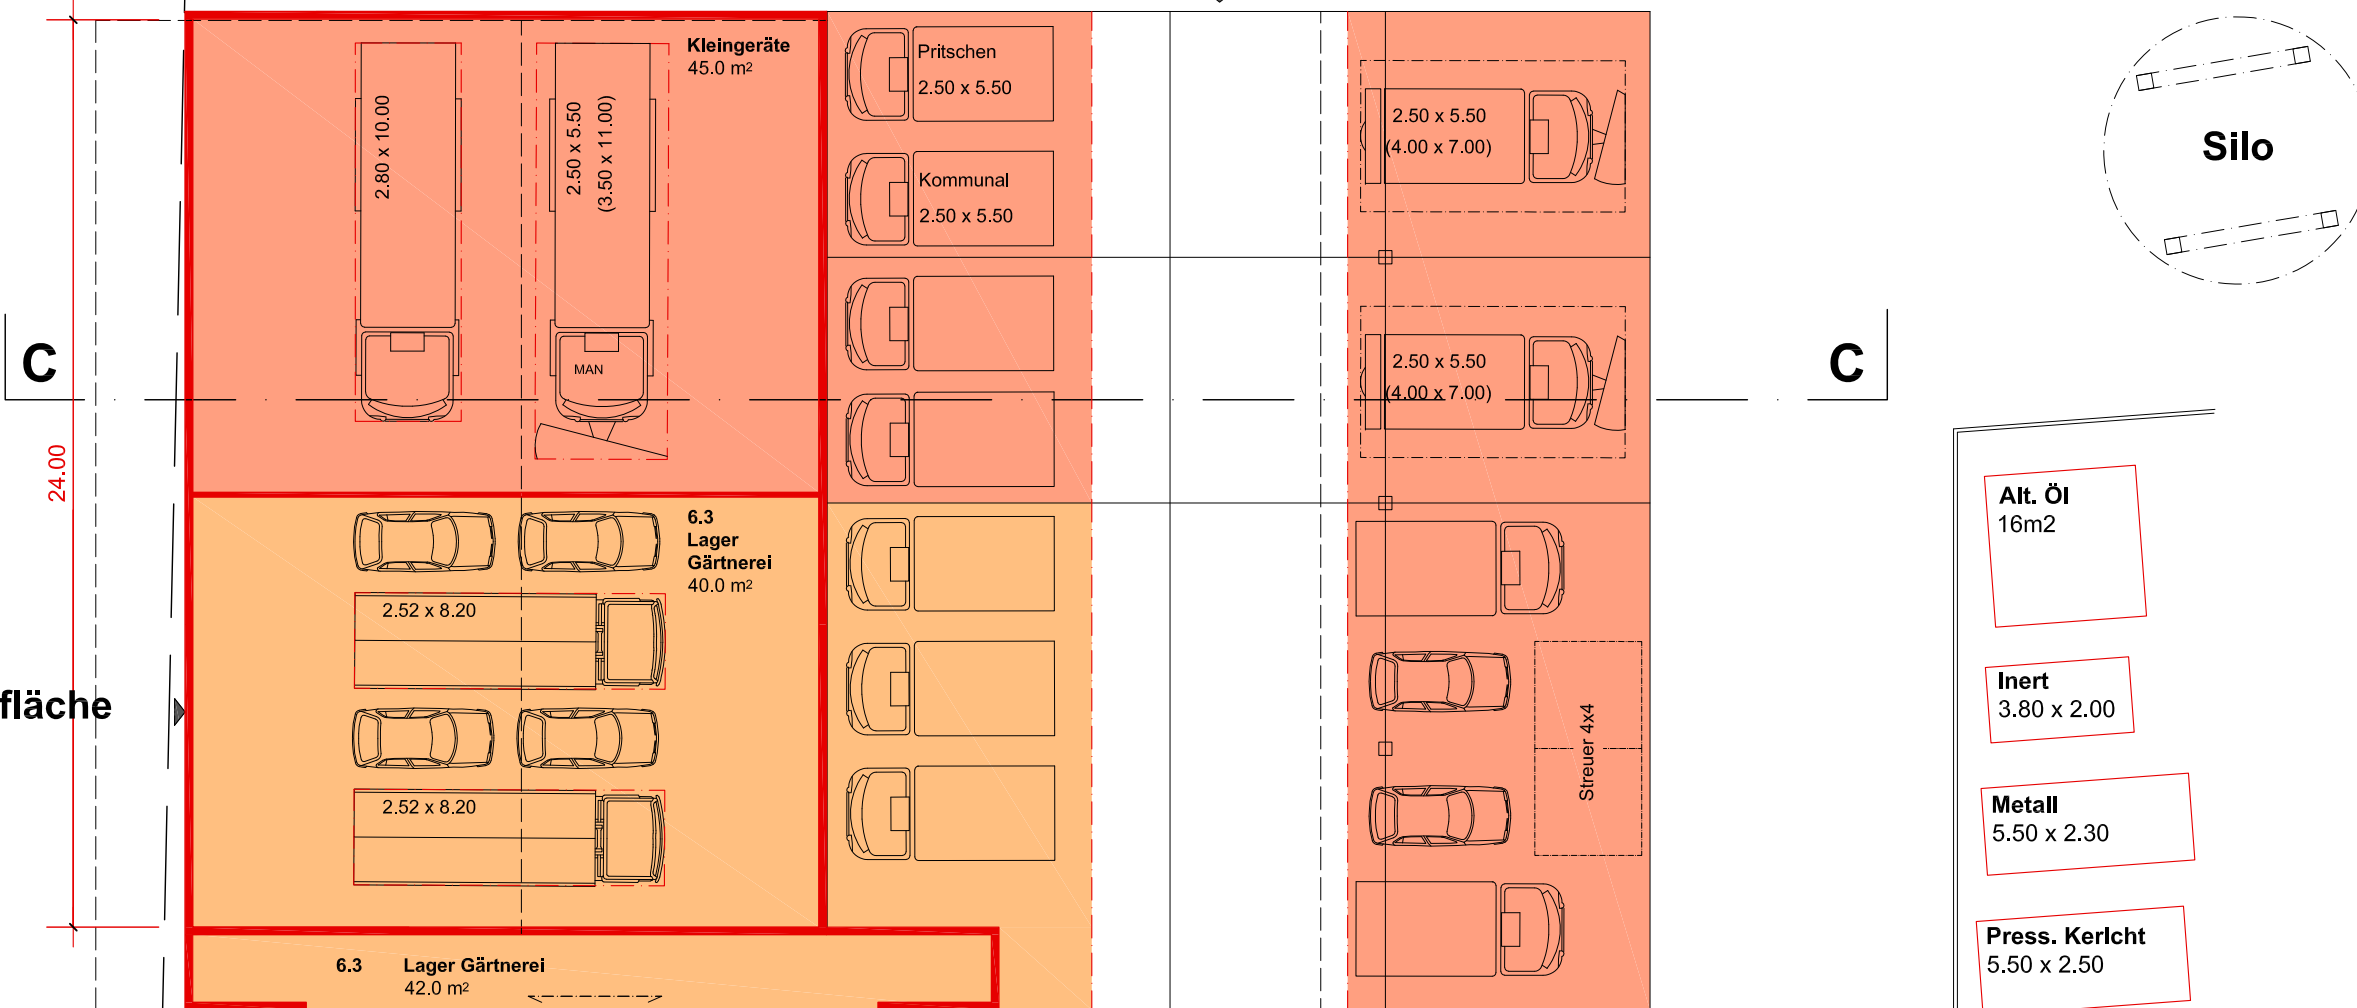 Kleingeräte
45.0 m²
2.80 x 10.00
2.50 x 5.50
(3.50 x 11.00)
MAN
Pritschen
2.50 x 5.50
Kommunal
2.50 x 5.50
2.50 x 5.50
(4.00 x 7.00)
2.50 x 5.50
(4.00 x 7.00)
Silo
C
C
24.00
6.3
Lager
Gärtnerei
40.0 m²
2.52 x 8.20
2.52 x 8.20
fläche
Streuer 4x4
Alt. Öl
16m2
Inert
3.80 x 2.00
Metall
5.50 x 2.30
Press. KerIcht
5.50 x 2.50
6.3 Lager Gärtnerei
42.0 m²